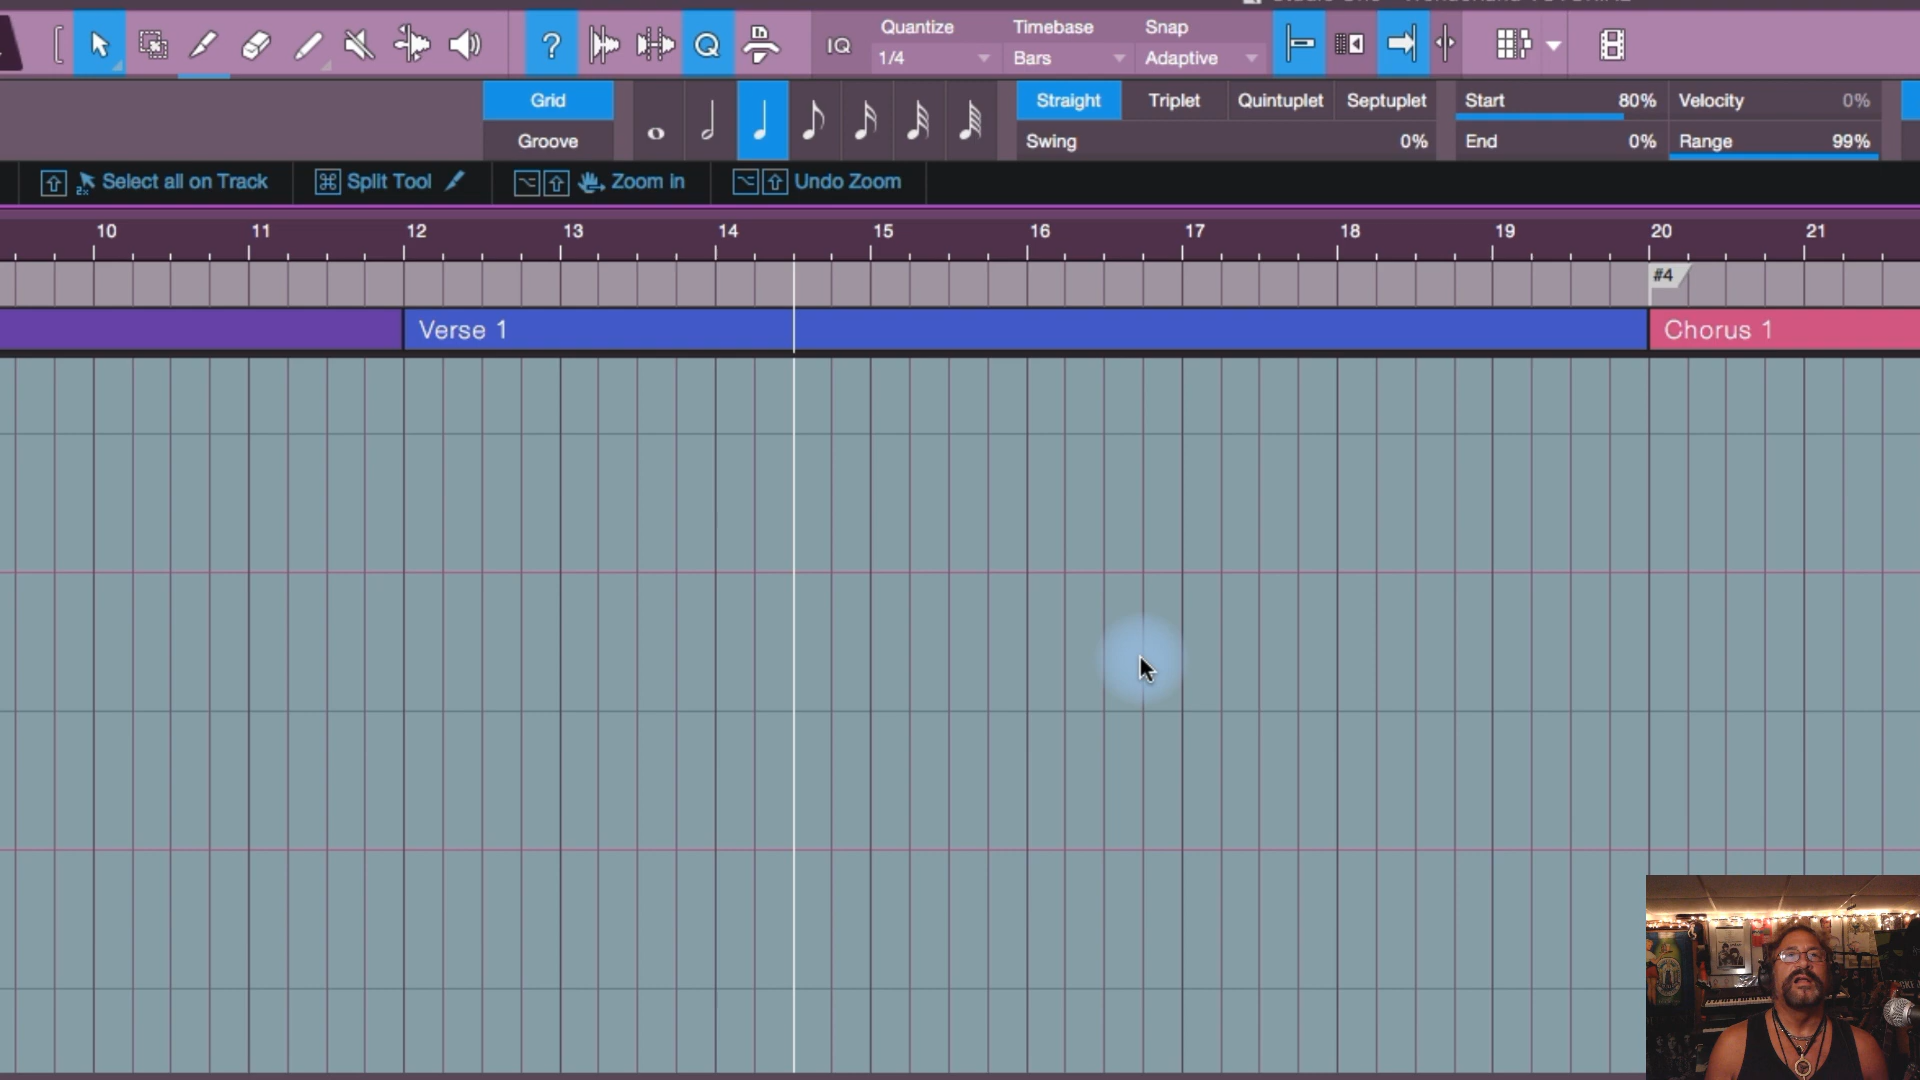 Quantize Timebase Snap
? Q IQ 1/4 Bars Adaptive
Grid Straight Triplet Quintuplet Septuplet Start 80% Velocity 0%
Groove Swing 0% End 0% Range 99%
Select all on Track Split Tool Zoom in Undo Zoom
10 11 12 13 14 15 16 17 18 19 20 21
#4
Verse 1 Chorus 1